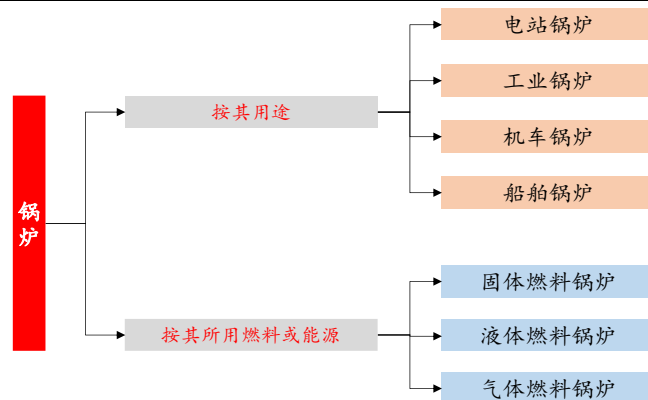 锅炉
按其用途
电站锅炉
工业锅炉
机车锅炉
船舶锅炉
按其所用燃料或能源
固体燃料锅炉
液体燃料锅炉
气体燃料锅炉